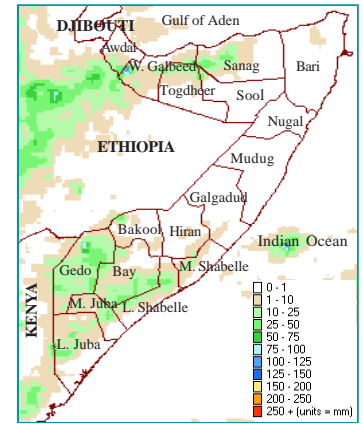 DJIBOUTI
Gulf of Aden
Awdal
W. Galbeed
Sanag
Bari
Togdheer
Sool
Nugal
ETHIOPIA
Mudug
Galgadud
Bakool
Hiran
Indian Ocean
Gedo
Bay
M. Shabelle
KENYA
M. Juba
L. Shabelle
L. Juba
0 - 1
1 - 10
10 - 25
25 - 50
50 - 75
75 - 100
100 - 125
125 - 150
150 - 200
200 - 250
250 + (units = mm)